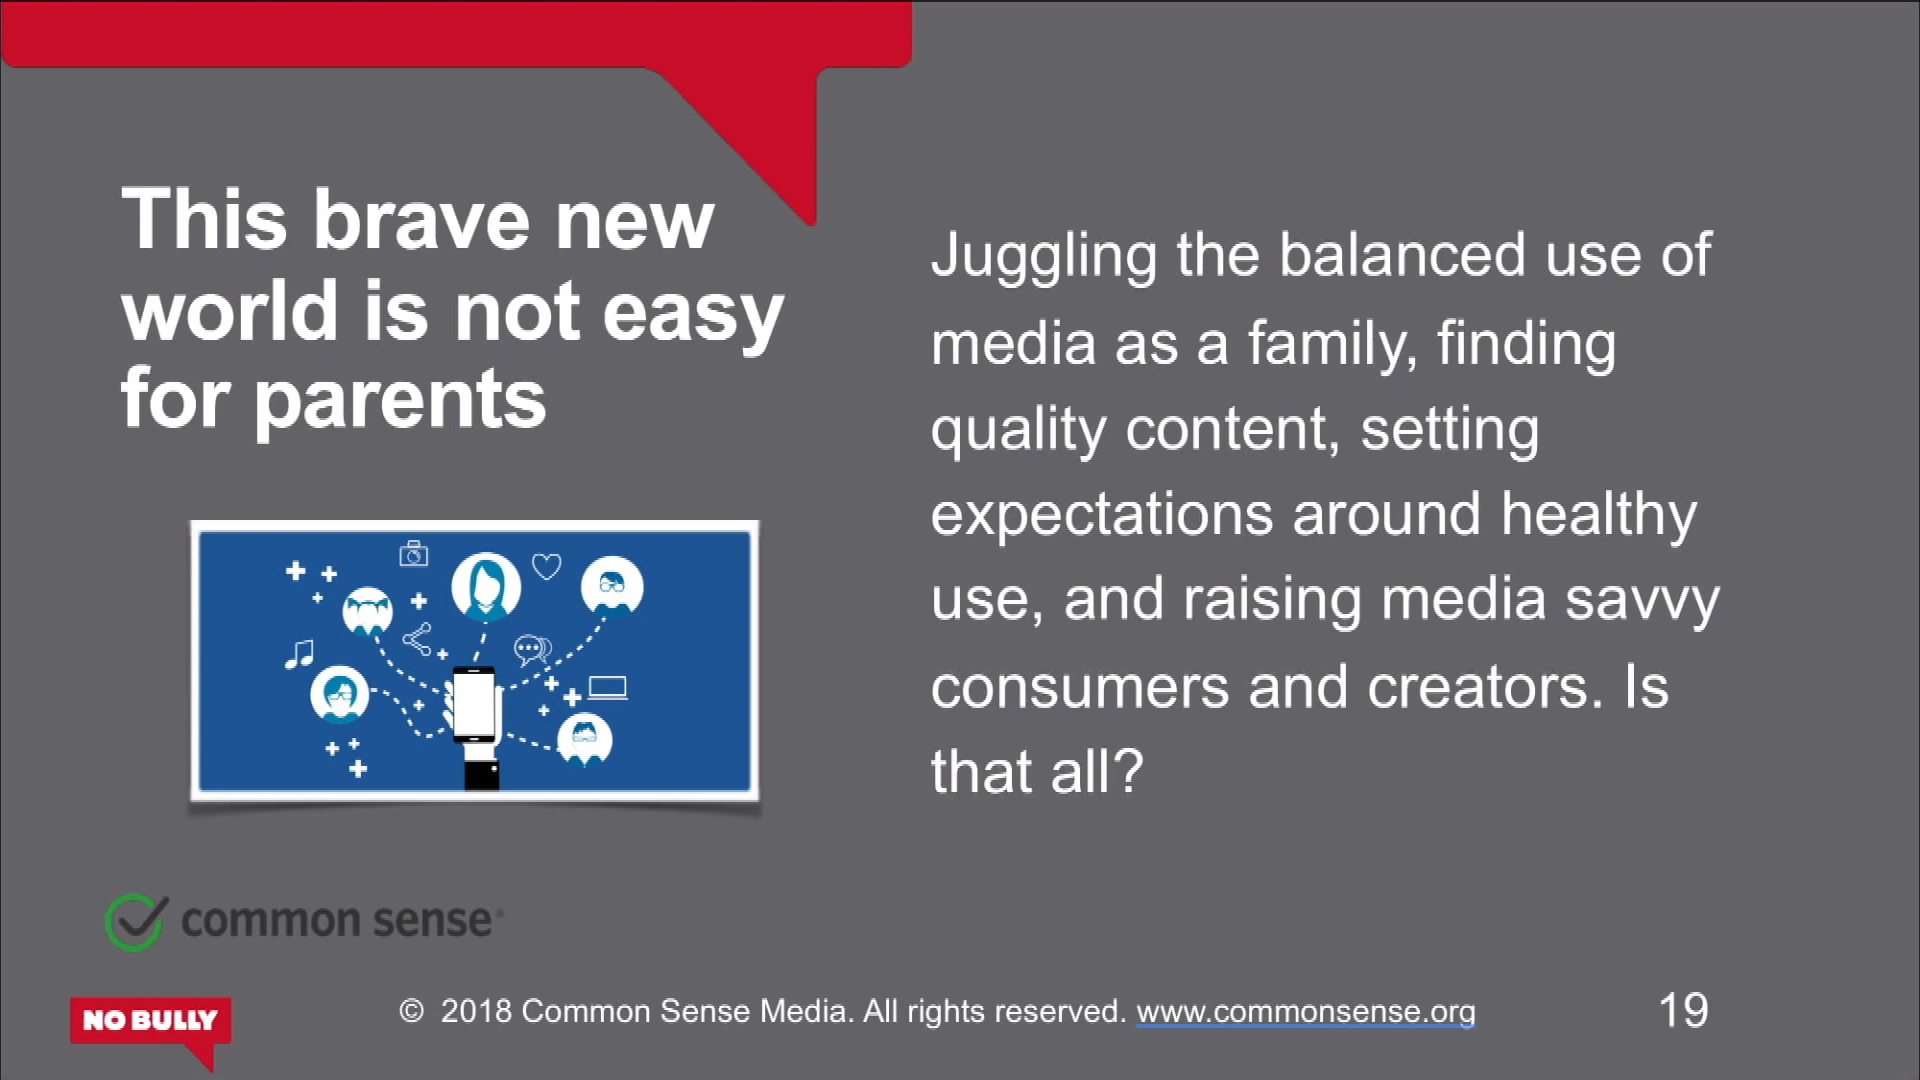 This brave new
world is not easy
for parents
Juggling the balanced use of
media as a family, finding
quality content, setting
expectations around healthy
use, and raising media savvy
consumers and creators. Is
that all?
common sense
NO BULLY
© 2018 Common Sense Media. All rights reserved. www.commonsense.org
19